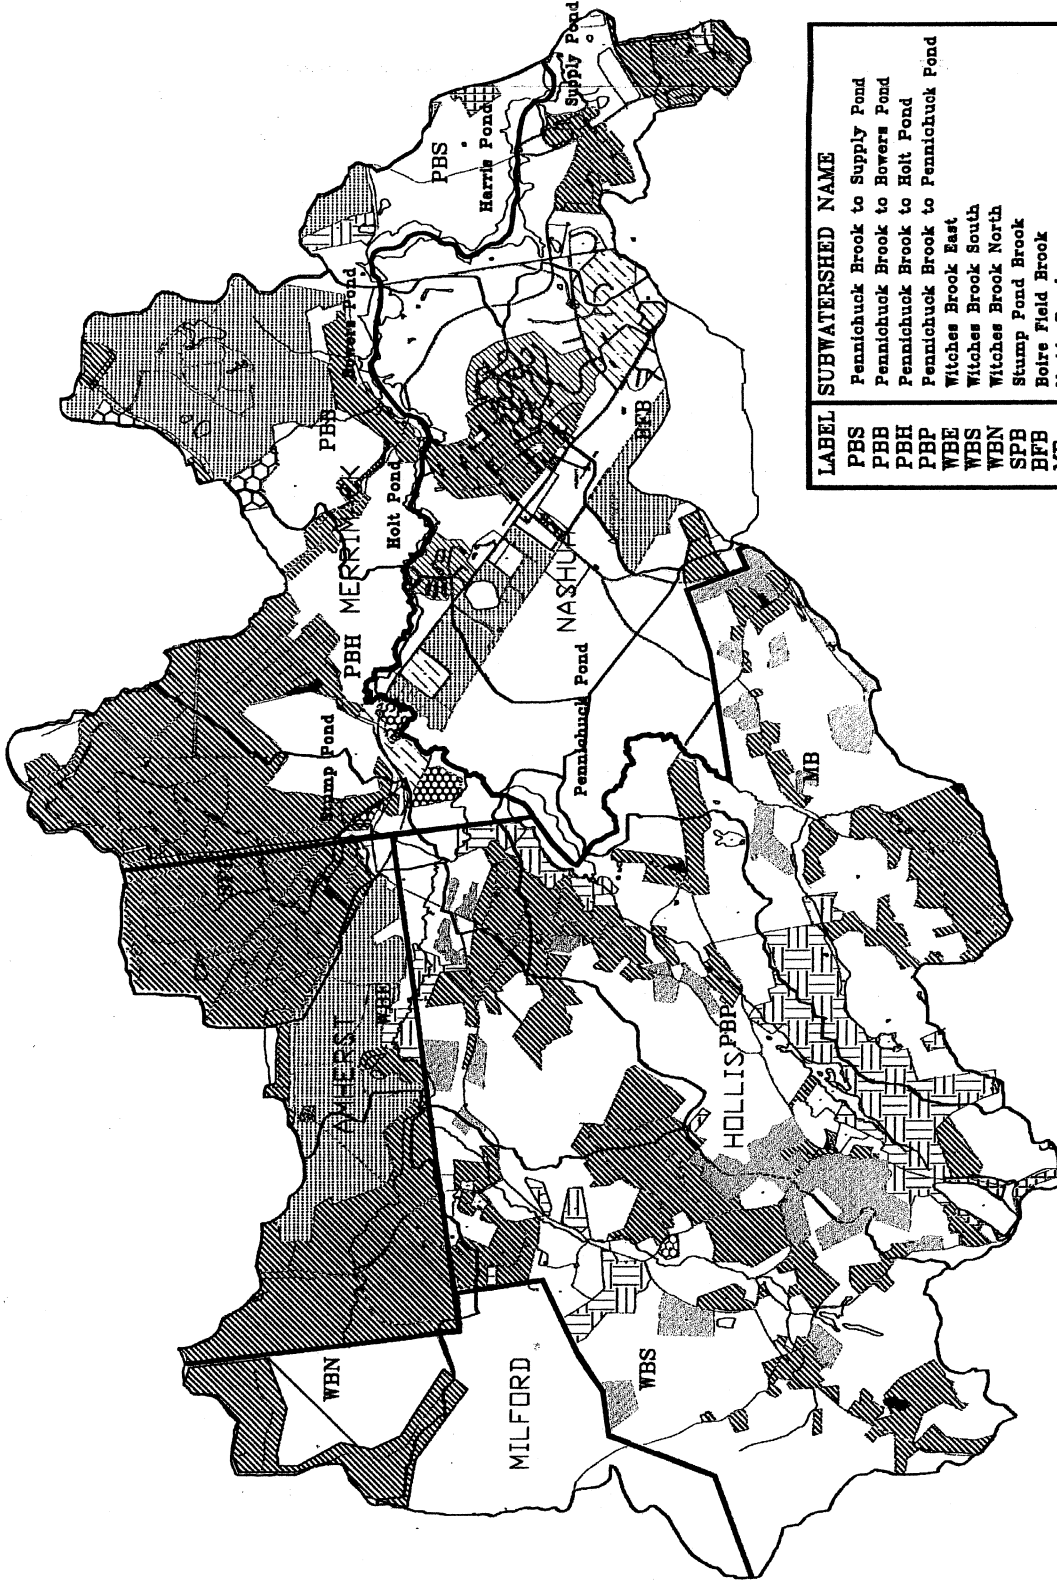 PBS
Harris Pond
Supply Pond
Bowers Pond
PBB
MERRIMACK
Holt Pond
PBH
BFB
NASHUA
Pennichuck Pond
Stump Pond
MB
WBE
AMHERST
HOLLIS
PBP
WBN
MILFORD
WBS
LABEL SUBWATERSHED NAME
PBS Pennichuck Brook to Supply Pond
PBB Pennichuck Brook to Bowers Pond
PBH Pennichuck Brook to Holt Pond
PBP Pennichuck Brook to Pennichuck Pond
WBE Witches Brook East
WBS Witches Brook South
WBN Witches Brook North
SPB Stump Pond Brook
BFB Boire Field Brook